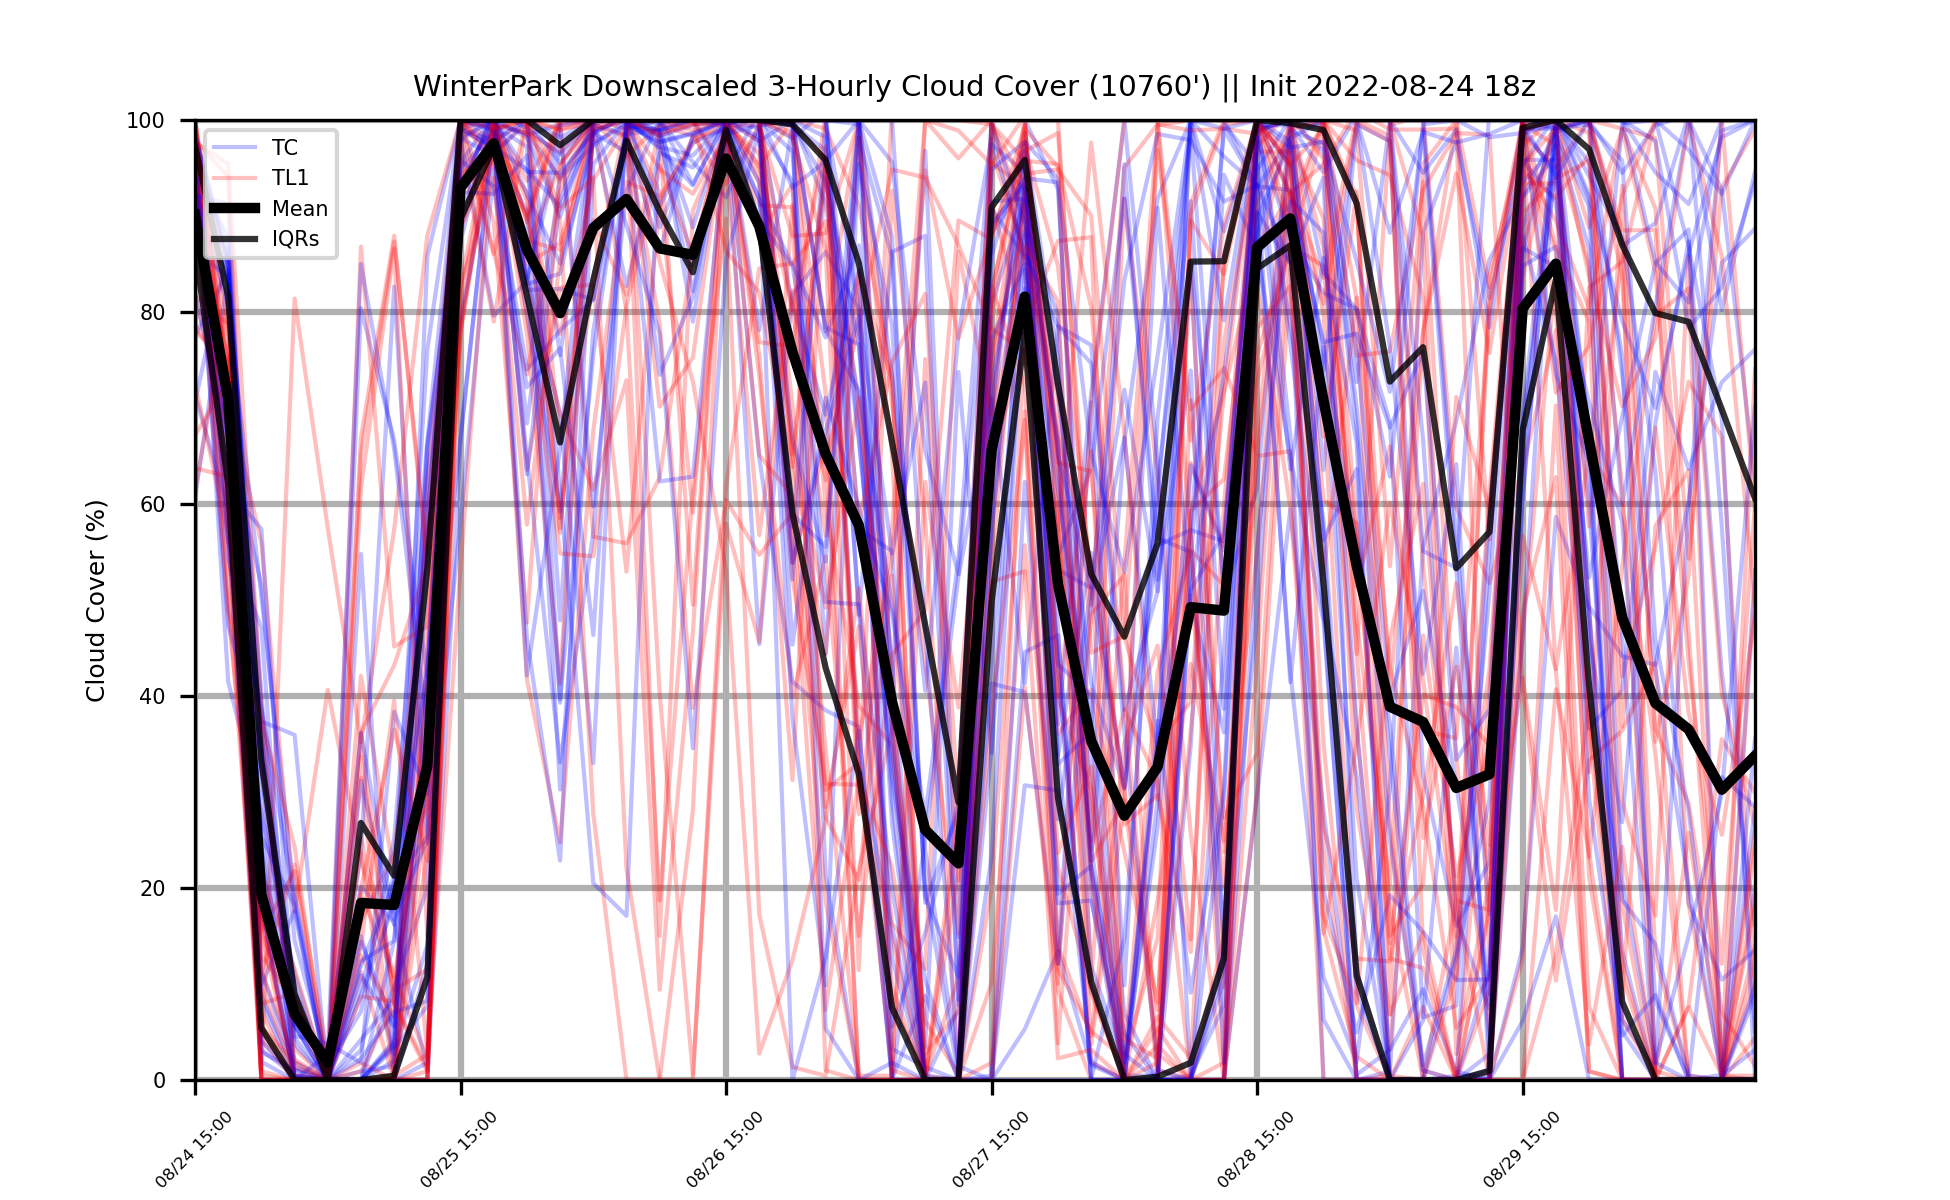 WinterPark Downscaled 3-Hourly Cloud Cover (10760') || Init 2022-08-24 18z
TC
TL1
Mean
IQRs
Cloud Cover (%)
100
80
60
40
20
0
08/24 15:00
08/25 15:00
08/26 15:00
08/27 15:00
08/28 15:00
08/29 15:00